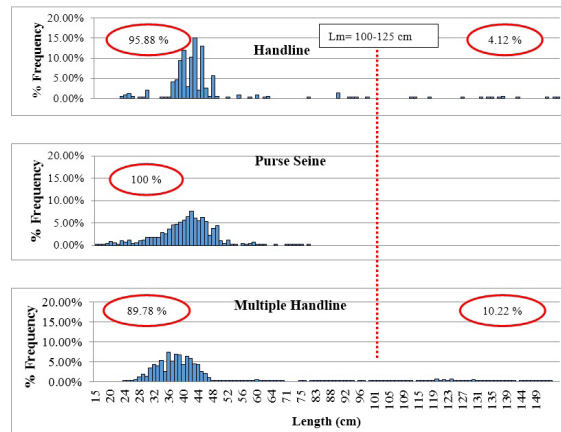 20.00%
15.00%
10.00%
5.00%
0.00%
% Frequency
95.88 %
Handline
Lm= 100-125 cm
4.12 %
20.00%
15.00%
10.00%
5.00%
0.00%
% Frequency
Purse Seine
100 %
20.00%
15.00%
10.00%
5.00%
0.00%
% Frequency
89.78 %
Multiple Handline
10.22 %
15 20 24 28 32 36 40 44 48 52 56 60 64 68 75 83 88 92 96 101 105 109 115 119 123 127 131 135 139 144 149
Length (cm)